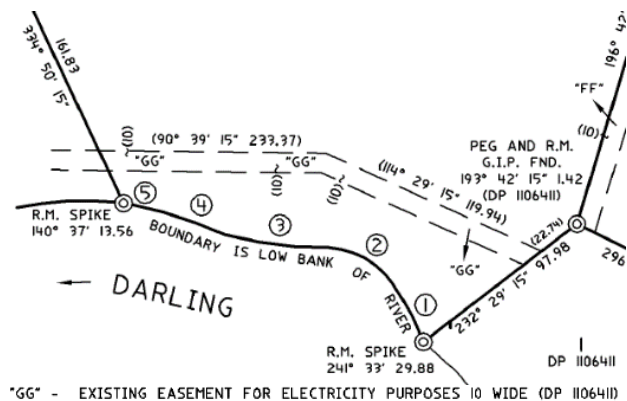 161.83
334° 50' 15"
196° 42'
"FF"
(10)
(10)
(90° 39' 15" 233.37)
"GG"
"GG"
(10)
(10)
(114° 29' 15" 119.94)
PEG AND R.M.
G.I.P. FND.
193° 42' 15" 1.42
(DP 1106411)
5
4
3
2
1
R.M. SPIKE
140° 37' 13.56
BOUNDARY IS LOW BANK OF RIVER
"GG"
(22.74)
232° 29' 15" 97.98
296
DARLING
R.M. SPIKE
241° 33' 29.88
DP 1106411
"GG" - EXISTING EASEMENT FOR ELECTRICITY PURPOSES 10 WIDE (DP 1106411)